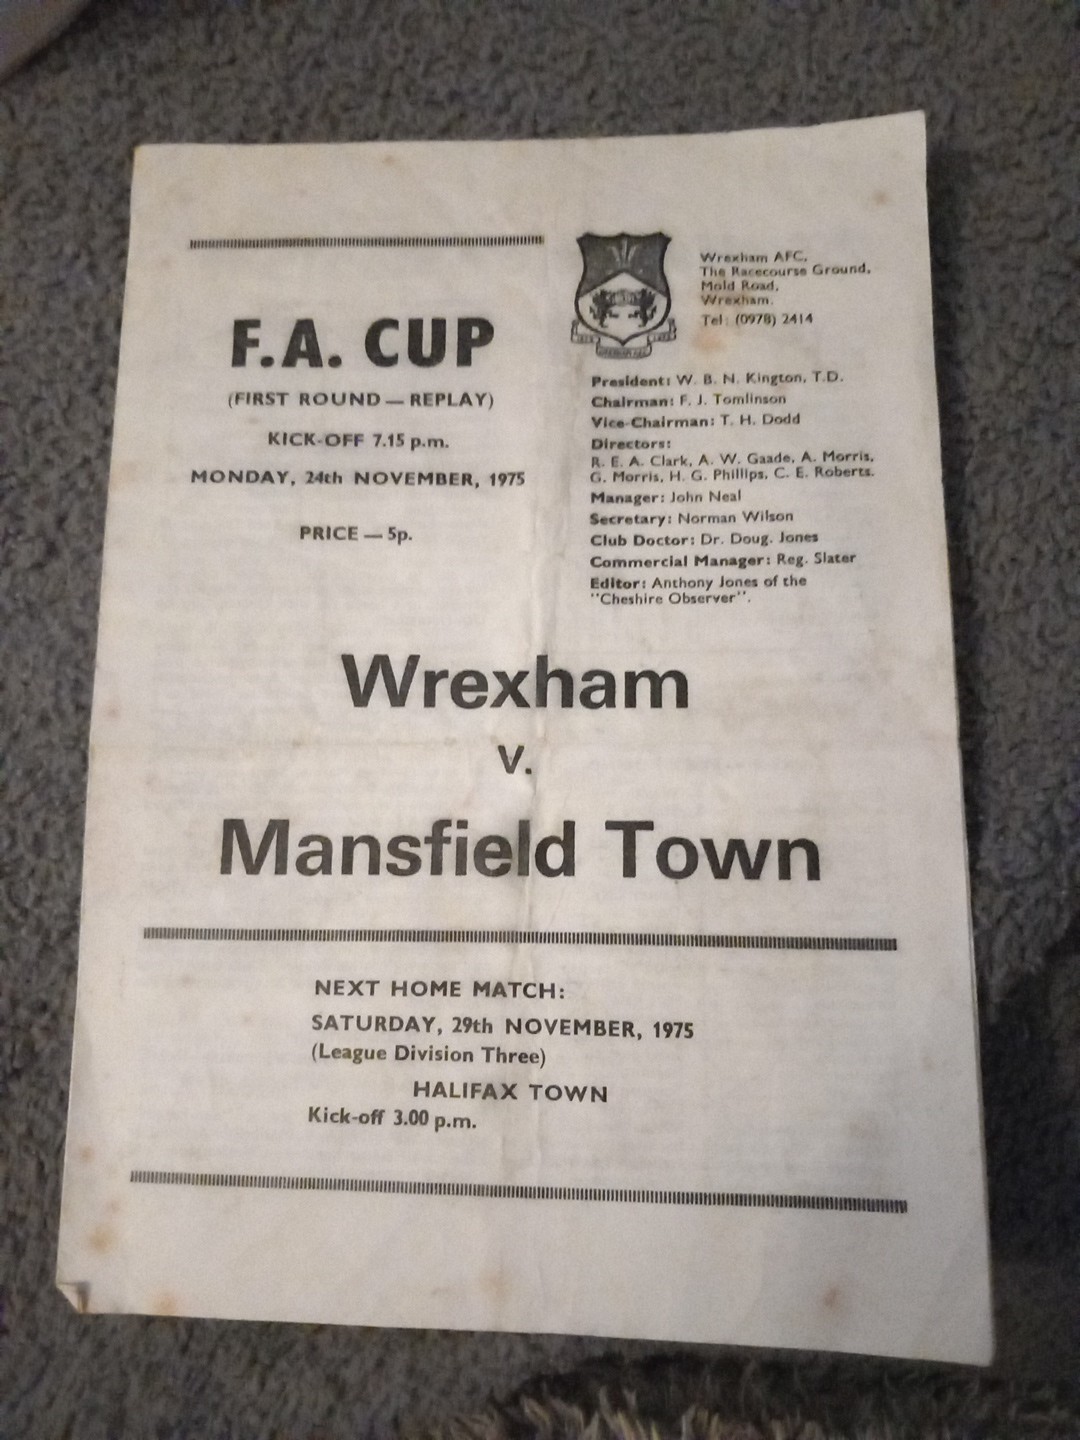 F.A. CUP
(FIRST ROUND — REPLAY)
KICK-OFF 7.15 p.m.
MONDAY, 24th NOVEMBER, 1975
PRICE — 5p.
Wrexham AFC,
The Racecourse Ground,
Mold Road,
Wrexham.
Tel: (0978) 2414
President: W. B. N. Kington, T.D.
Chairman: F. J. Tomlinson
Vice-Chairman: T. H. Dodd
Directors:
R. E. A. Clark, A. W. Gaade, A. Morris,
G. Morris, H. G. Phillips, C. E. Roberts.
Manager: John Neal
Secretary: Norman Wilson
Club Doctor: Dr. Doug. Jones
Commercial Manager: Reg. Slater
Editor: Anthony Jones of the
"Cheshire Observer".
Wrexham
v.
Mansfield Town
NEXT HOME MATCH:
SATURDAY, 29th NOVEMBER, 1975
(League Division Three)
HALIFAX TOWN
Kick-off 3.00 p.m.